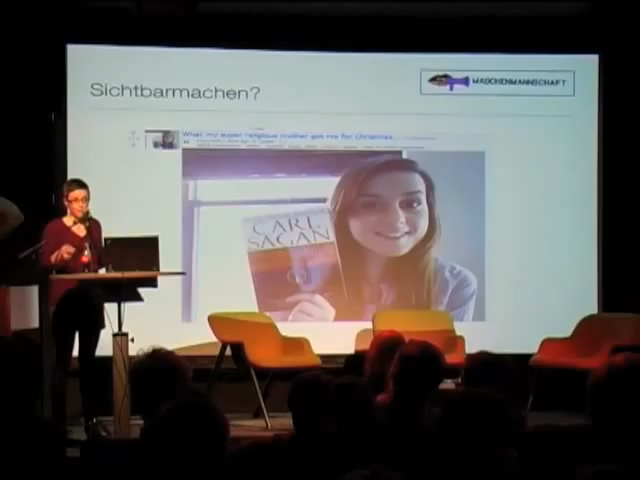 Sichtbarmachen?
MÄDCHENMANNSCHAFT
What my super religious mother got me for Christmas...
CARL
SAGAN